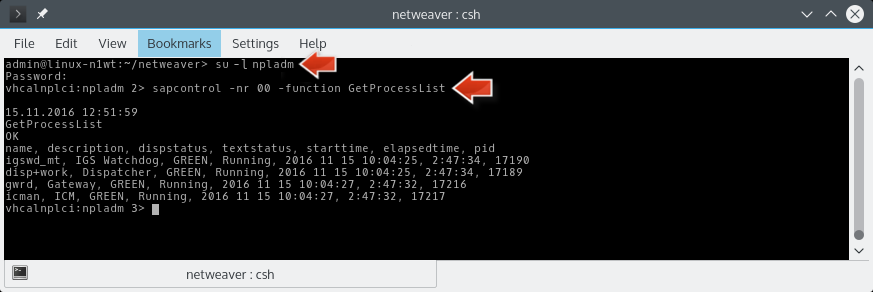 netweaver : csh
File Edit View Bookmarks Settings Help
admin@linux-n1wt:~/netweaver> su -l npladm
Password:
vhcalnplci:npladm 2> sapcontrol -nr 00 -function GetProcessList
15.11.2016 12:51:59
GetProcessList
OK
name, description, dispstatus, textstatus, starttime, elapsedtime, pid
igswd_mt, IGS Watchdog, GREEN, Running, 2016 11 15 10:04:25, 2:47:34, 17190
disp+work, Dispatcher, GREEN, Running, 2016 11 15 10:04:25, 2:47:34, 17189
gwrd, Gateway, GREEN, Running, 2016 11 15 10:04:27, 2:47:32, 17216
icman, ICM, GREEN, Running, 2016 11 15 10:04:27, 2:47:32, 17217
vhcalnplci:npladm 3>
netweaver : csh